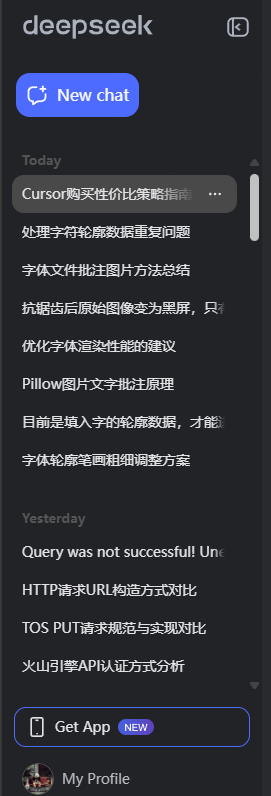 deepseek
New chat
Today
Cursor购买性价比策略指南
处理字符轮廓数据重复问题
字体文件批注图片方法总结
抗锯齿后原始图像变为黑屏，只有
优化字体渲染性能的建议
Pillow图片文字批注原理
目前是填入字的轮廓数据，才能
字体轮廓笔画粗细调整方案
Yesterday
Query was not successful! Une
HTTP请求URL构造方式对比
TOS PUT请求规范与实现对比
火山引擎API认证方式分析
Get App NEW
My Profile